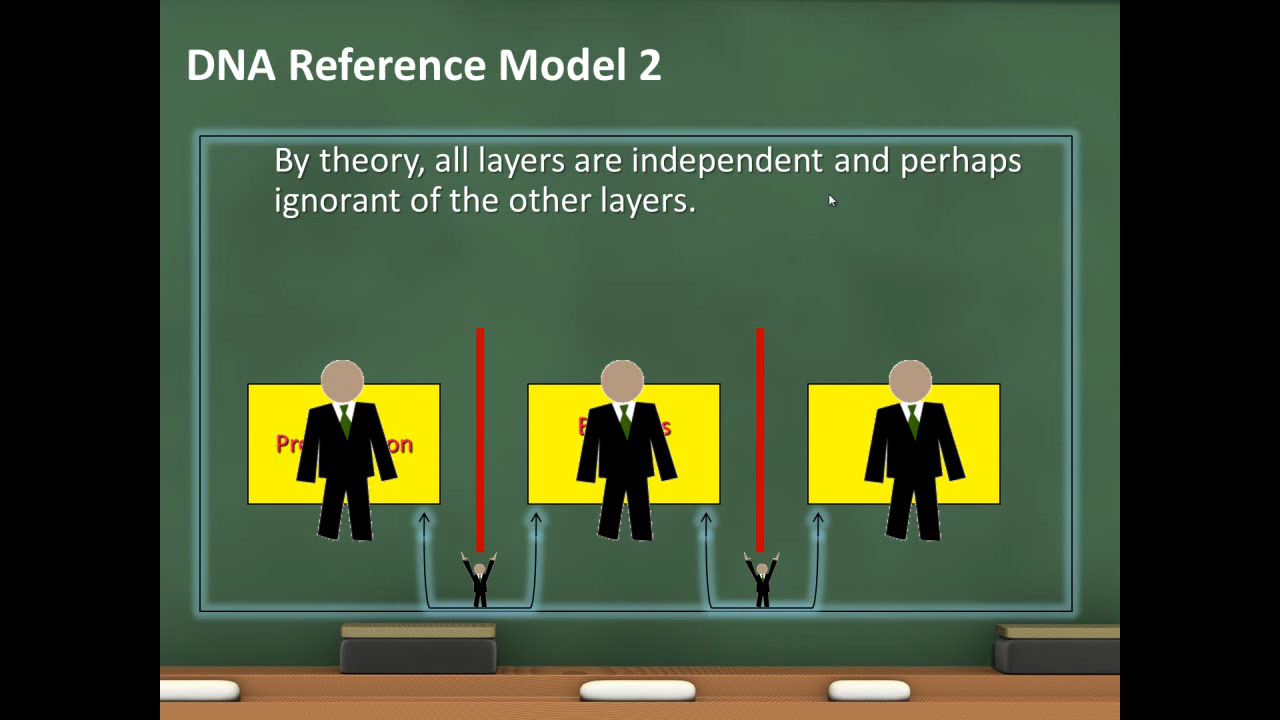 DNA Reference Model 2
By theory, all layers are independent and perhaps
ignorant of the other layers.